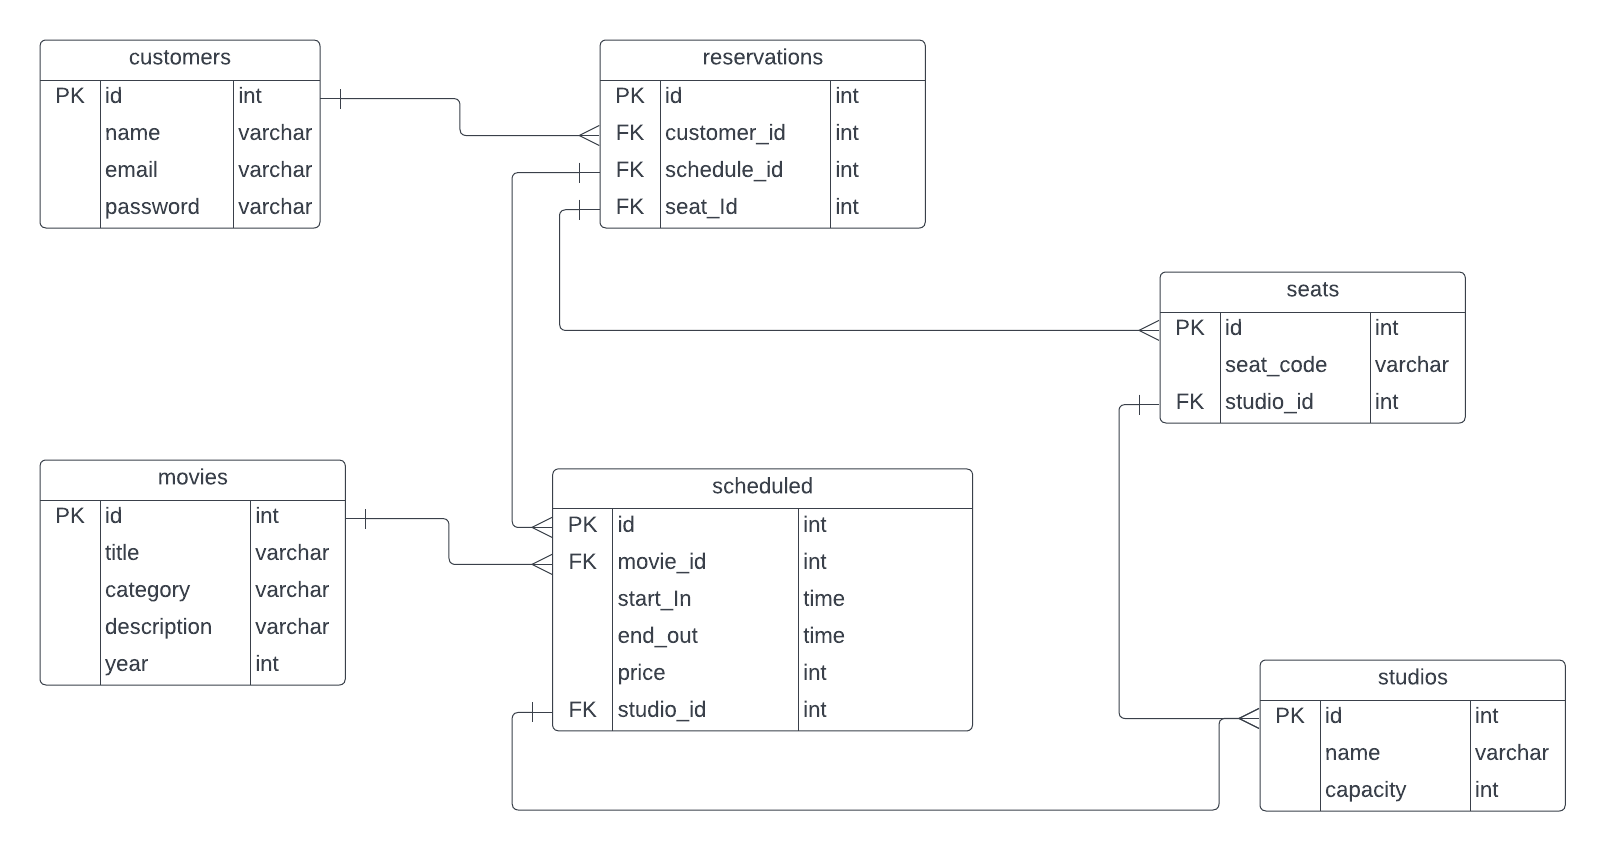 customers
PK id int
name varchar
email varchar
password varchar
reservations
PK id int
FK customer_id int
FK schedule_id int
FK seat_Id int
seats
PK id int
seat_code varchar
FK studio_id int
movies
PK id int
title varchar
category varchar
description varchar
year int
scheduled
PK id int
FK movie_id int
start_In time
end_out time
price int
FK studio_id int
studios
PK id int
name varchar
capacity int